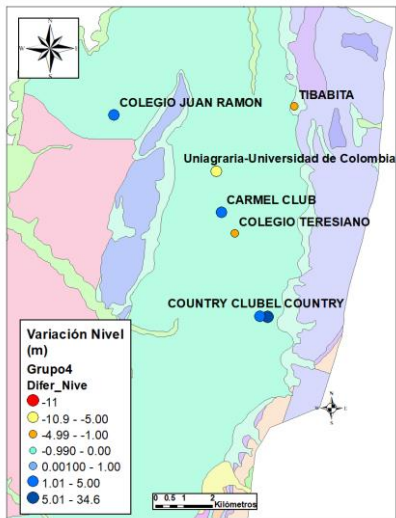 N
W
E
S
COLEGIO JUAN RAMON
TIBABITA
Uniagraria-Universidad de Colombia
CARMEL CLUB
COLEGIO TERESIANO
COUNTRY CLUBEL COUNTRY
Variación Nivel
(m)
Grupo4
Difer_Nive
-11
-10.9 - -5.00
-4.99 - -1.00
-0.990 - 0.00
0.00100 - 1.00
1.01 - 5.00
5.01 - 34.6
N
W
E
S
0 0.5 1 2
Kilómetros